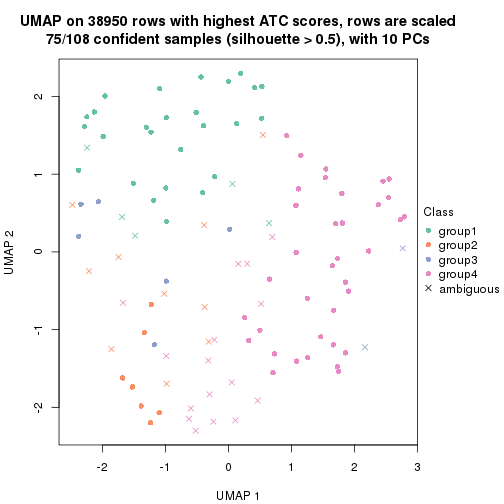 UMAP on 38950 rows with highest ATC scores, rows are scaled
75/108 confident samples (silhouette > 0.5), with 10 PCs
2
1
0
-1
-2
UMAP 2
-2
-1
0
1
2
3
UMAP 1
Class
group1
group2
group3
group4
ambiguous